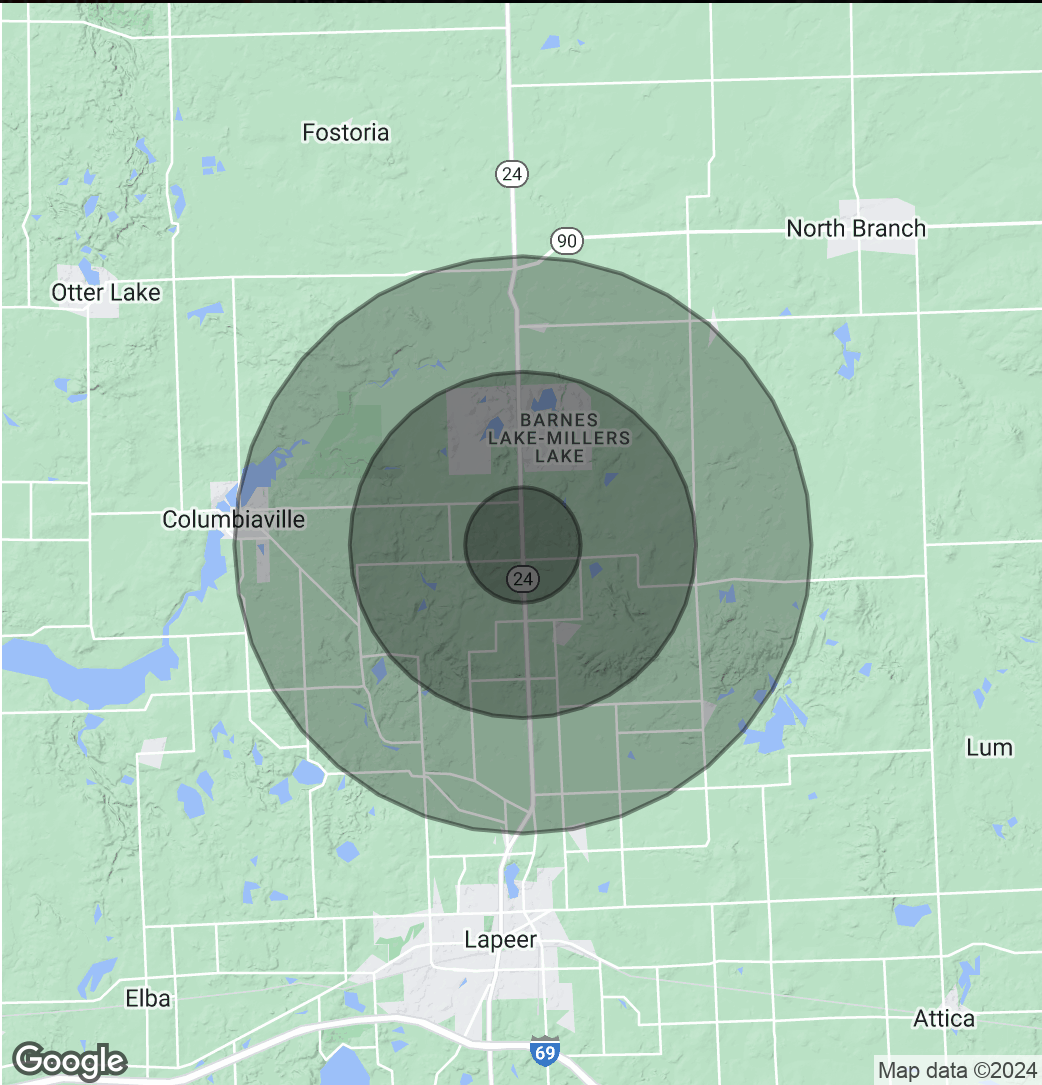 Fostoria
24
North Branch
90
Otter Lake
BARNES
LAKE-MILLERS
LAKE
Columbiaville
24
Lum
Lapeer
Elba
Attica
69
Google
Map data ©2024